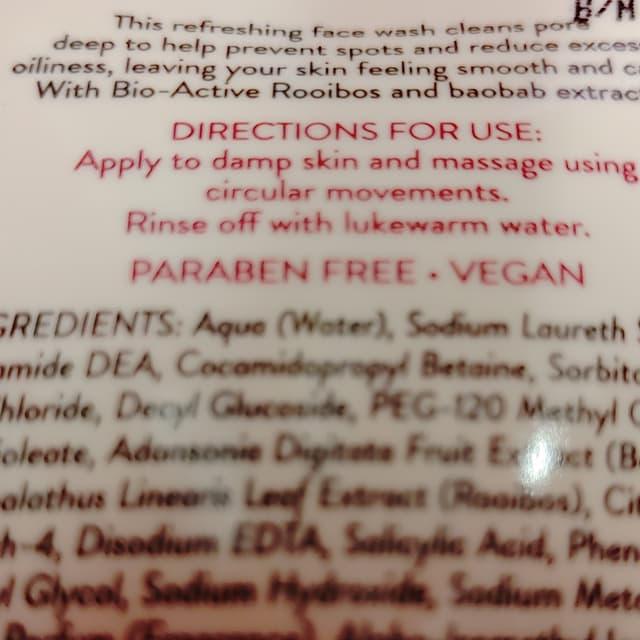 B/M
This refreshing face wash cleans pore
deep to help prevent spots and reduce exces
oiliness, leaving your skin feeling smooth and c
With Bio-Active Rooibos and baobab extrac
DIRECTIONS FOR USE:
Apply to damp skin and massage using
circular movements.
Rinse off with lukewarm water.
PARABEN FREE • VEGAN
GREDIENTS: Aqua (Water), Sodium Laureth
amide DEA, Cocamidopropyl Betaine, Sorbito
hloride, Decyl Glucoside, PEG-120 Methyl G
ioleate, Adansonia Digitata Fruit Extract (B
alathus Linearis Leaf Extract (Rooibos), Cit
h-4, Disodium EDTA, Salicylic Acid, Phen
l Glycol, Sodium Hydroxide, Sodium Meta